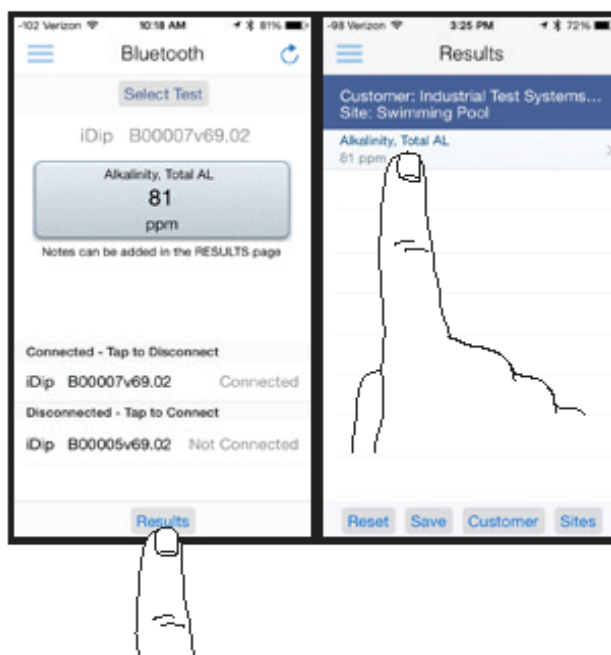 -102 Verizon 10:18 AM 81%
Bluetooth
Select Test
iDip B00007v69.02
Alkalinity, Total AL
81
ppm
Notes can be added in the RESULTS page
Connected - Tap to Disconnect
iDip B00007v69.02 Connected
Disconnected - Tap to Connect
iDip B00005v69.02 Not Connected
Results
-98 Verizon 3:25 PM 72%
Results
Customer: Industrial Test Systems...
Site: Swimming Pool
Alkalinity, Total AL
81 ppm
Reset Save Customer Sites